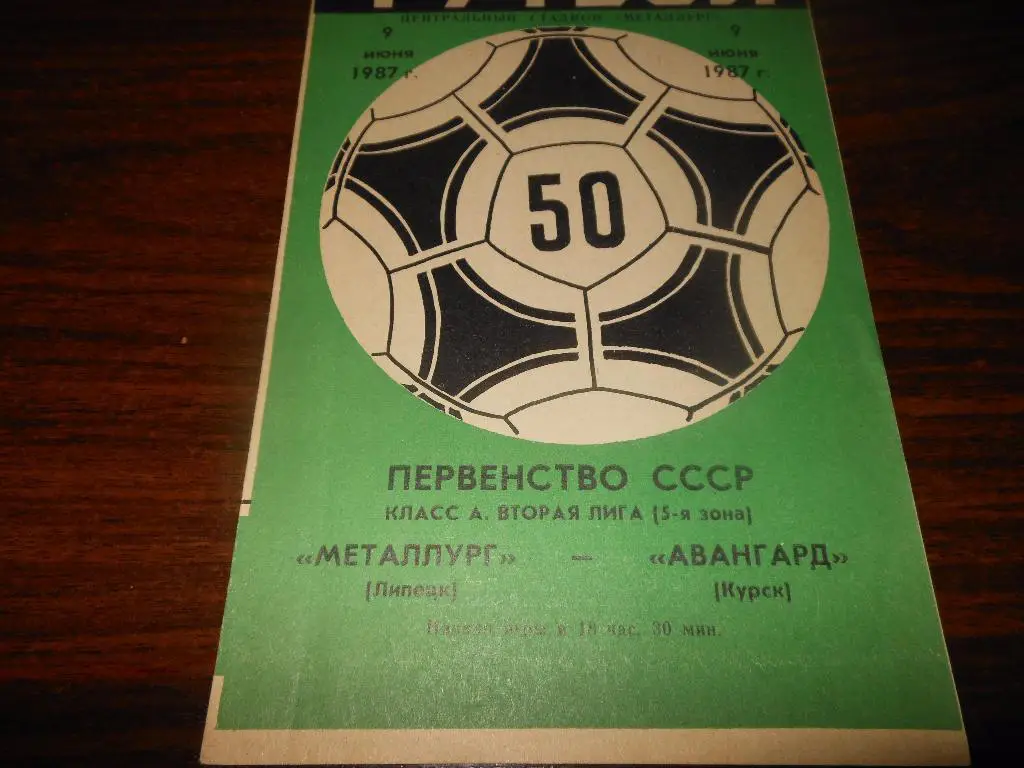 ФУТБОЛ
ЦЕНТРАЛЬНЫЙ СТАДИОН «МЕТАЛЛУРГ»
9 9
июня июня
1987 г. 1987 г.
50
ПЕРВЕНСТВО СССР
КЛАСС А. ВТОРАЯ ЛИГА (5-я зона)
«МЕТАЛЛУРГ» — «АВАНГАРД»
(Липецк) (Курск)
Начало игры в 18 час. 30 мин.